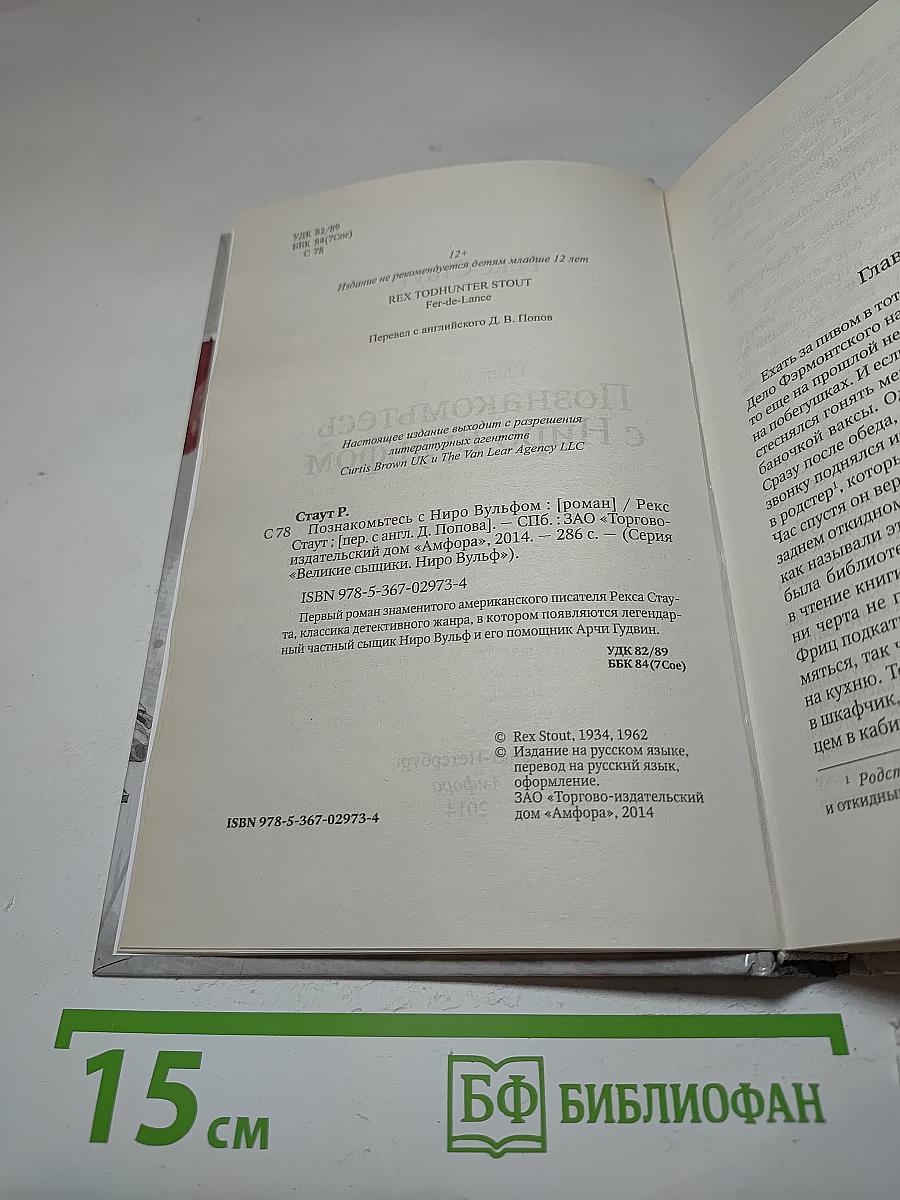 УДК 82/89
ББК 84(7Сое)
С 78
12+
Издание не рекомендуется детям младше 12 лет
REX TODHUNTER STOUT
Fer-de-Lance
Перевел с английского Д. В. Попов
Настоящее издание выходит с разрешения
литературных агентств
Curtis Brown UK и The Van Lear Agency LLC
Стаут Р.
С 78 Познакомьтесь с Ниро Вульфом : [роман] / Рекс
Стаут ; [пер. с англ. Д. Попова]. — СПб. : ЗАО «Торгово-
издательский дом «Амфора», 2014. — 286 с. — (Серия
«Великие сыщики. Ниро Вульф»).
ISBN 978-5-367-02973-4
Первый роман знаменитого американского писателя Рекса Стау-
та, классика детективного жанра, в котором появляются легендар-
ный частный сыщик Ниро Вульф и его помощник Арчи Гудвин.
УДК 82/89
ББК 84(7Сое)
© Rex Stout, 1934, 1962
© Издание на русском языке,
перевод на русский язык,
оформление.
ЗАО «Торгово-издательский
дом «Амфора», 2014
ISBN 978-5-367-02973-4
Глав
Ехать за пивом в тот
Дело Фэрмонтского на
то еще на прошлой не
на побегушках. И если
стеснялся гонять ме
баночкой ваксы. Од
Сразу после обеда,
звонку поднялся и
в родстер¹, которы
Час спустя он вер
заднем откидном
как называли эт
была библиоте
в чтение книги
ни черта не п
Фриц подкати
мяться, так ч
на кухню. Т
в шкафчик,
цем в каби
¹ Родст
и откидны
15 см
БФ БИБЛИОФАН